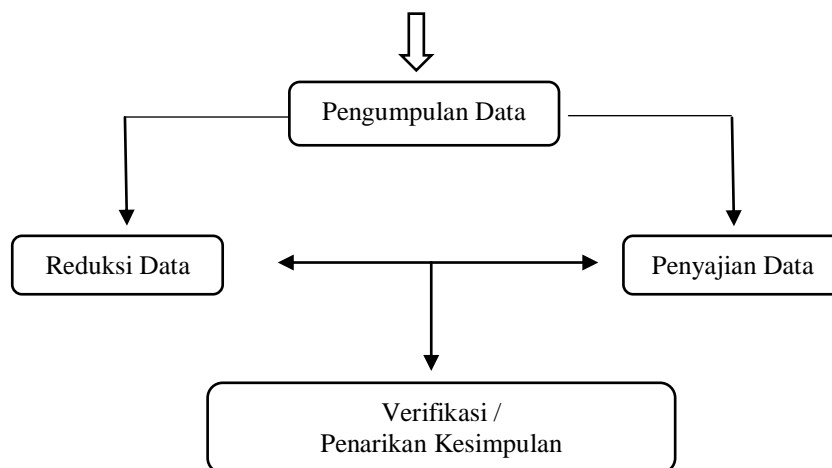 Pengumpulan Data
Reduksi Data
Penyajian Data
Verifikasi /
Penarikan Kesimpulan